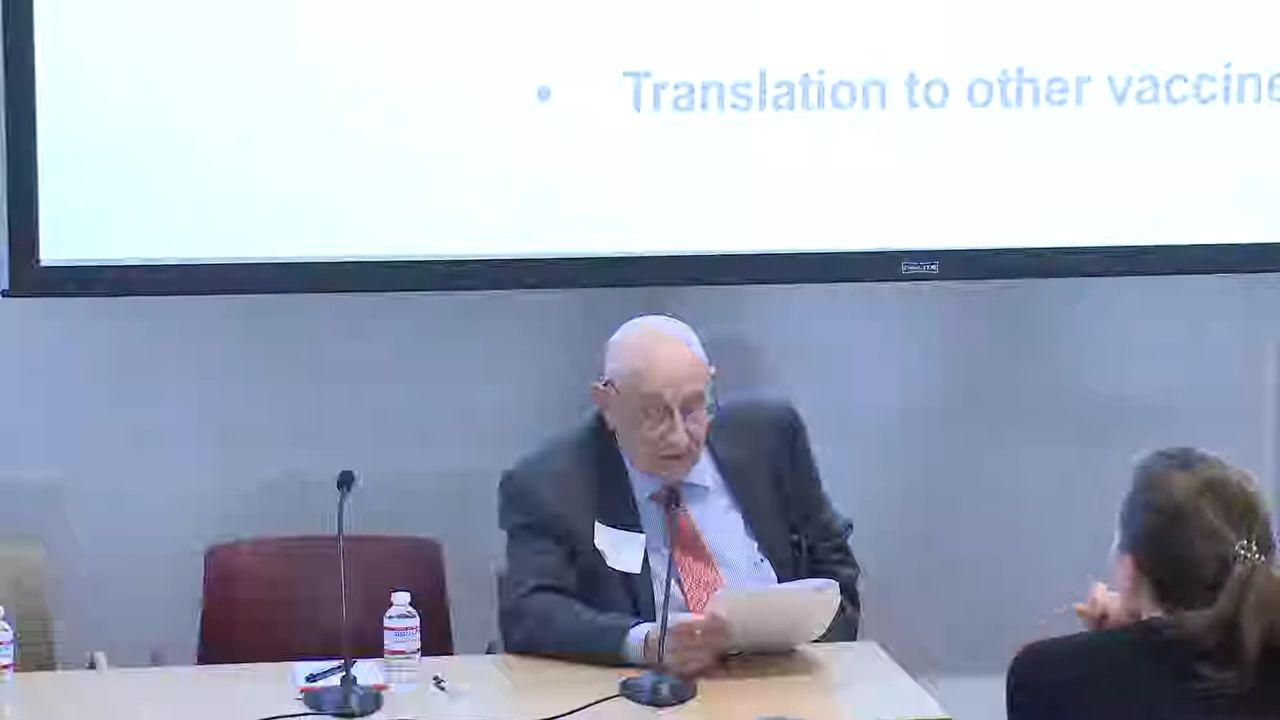 • Translation to other vaccine